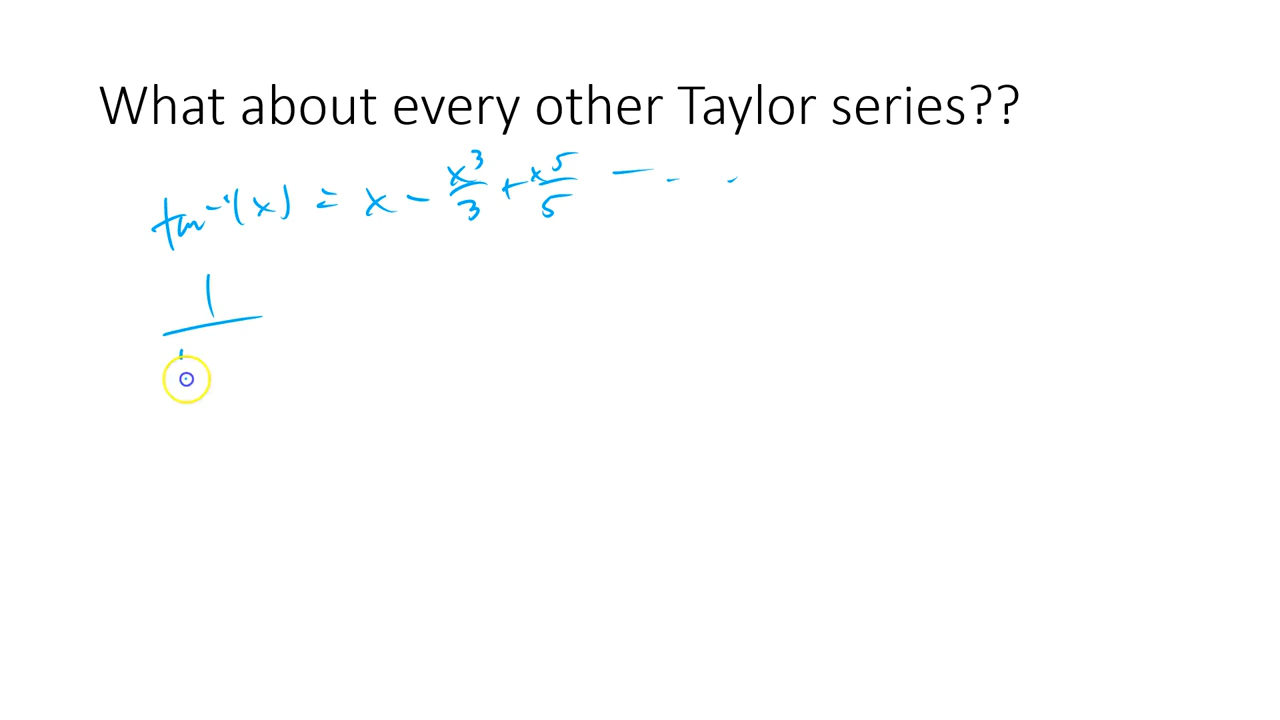 What about every other Taylor series??
tan⁻¹(x) = x - x³/3 + x⁵/5 - . .
1